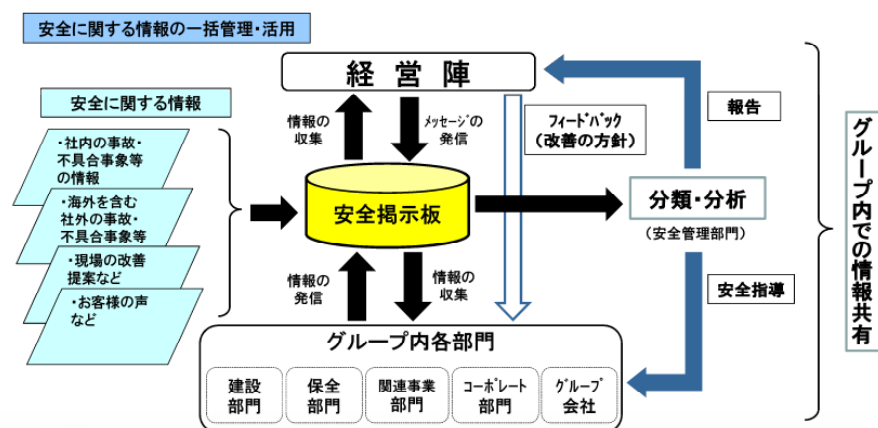 安全に関する情報の一括管理・活用
経営陣
安全に関する情報
・社内の事故・
不具合事象等
の情報
・海外を含む
社外の事故・
不具合事象等
・現場の改善
提案など
・お客様の声
など
情報の
収集
メッセージの
発信
フィードバック
(改善の方針)
報告
安全掲示板
分類・分析
(安全管理部門)
情報の
発信
情報の
収集
安全指導
グループ内各部門
建設
部門
保全
部門
関連事業
部門
コーポレート
部門
グループ
会社
グループ内での情報共有